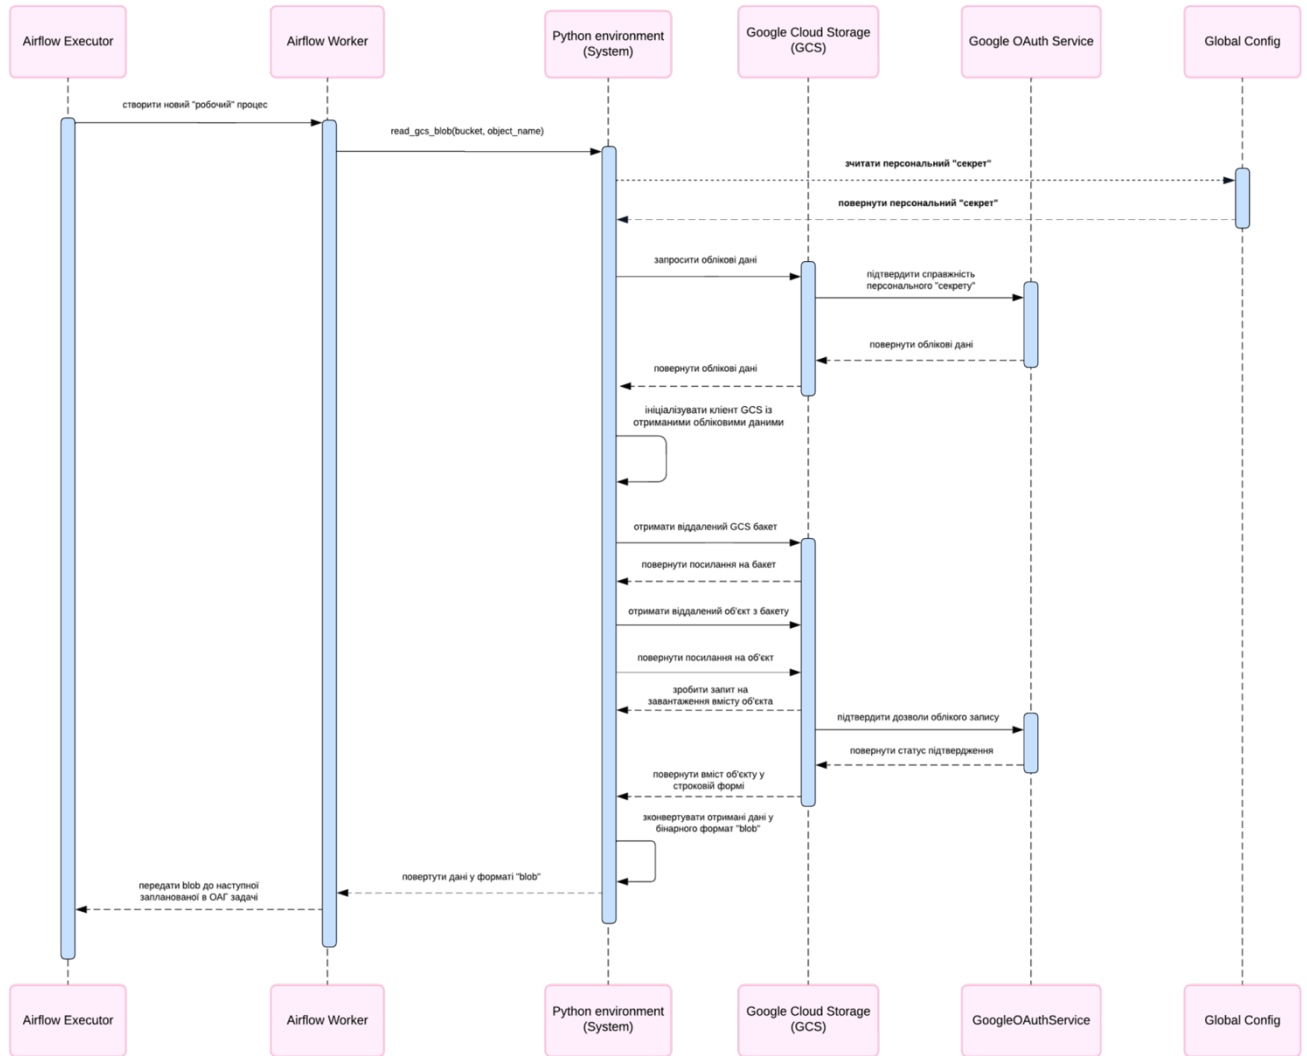 Airflow Executor
Airflow Worker
Python environment
(System)
Google Cloud Storage
(GCS)
Google OAuth Service
Global Config
створити новий "робочий" процес
read_gcs_blob(bucket, object_name)
зчитати персональний "секрет"
повернути персональний "секрет"
запросити облікові дані
підтвердити справжність
персонального "секрету"
повернути облікові дані
повернути облікові дані
ініціалізувати клієнт GCS із
отриманими обліковими даними
отримати віддалений GCS бакет
повернути посилання на бакет
отримати віддалений об'єкт з бакету
повернути посилання на об'єкт
зробити запит на
завантаження вмісту об'єкта
підтвердити дозволи облікого запису
повернути статус підтвердження
повернути вміст об'єкту у
строковій формі
зконвертувати отримані дані у
бінарного формат "blob"
повертути дані у форматі "blob"
передати blob до наступної
запланованої в ОАГ задачі
Airflow Executor
Airflow Worker
Python environment
(System)
Google Cloud Storage
(GCS)
GoogleOAuthService
Global Config